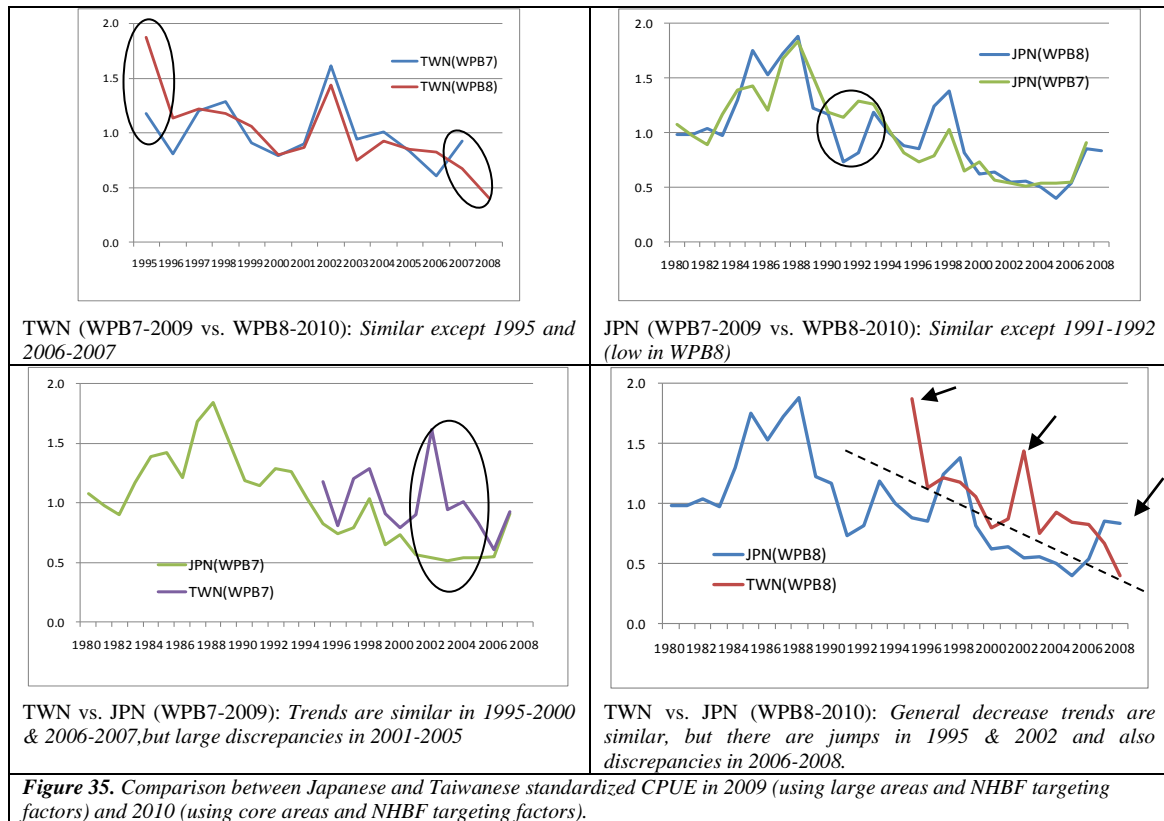 2.0
1.5
1.0
0.5
0.0
TWN(WPB7)
TWN(WPB8)
1995 1996 1997 1998 1999 2000 2001 2002 2003 2004 2005 2006 2007 2008
TWN (WPB7-2009 vs. WPB8-2010): Similar except 1995 and
2006-2007
2.0
1.5
1.0
0.5
0.0
JPN(WPB8)
JPN(WPB7)
1980 1982 1984 1986 1988 1990 1992 1994 1996 1998 2000 2002 2004 2006 2008
JPN (WPB7-2009 vs. WPB8-2010): Similar except 1991-1992
(low in WPB8)
2.0
1.5
1.0
0.5
0.0
JPN(WPB7)
TWN(WPB7)
1980 1982 1984 1986 1988 1990 1992 1994 1996 1998 2000 2002 2004 2006 2008
TWN vs. JPN (WPB7-2009): Trends are similar in 1995-2000
& 2006-2007,but large discrepancies in 2001-2005
2.0
1.5
1.0
0.5
0.0
JPN(WPB8)
TWN(WPB8)
1980 1982 1984 1986 1988 1990 1992 1994 1996 1998 2000 2002 2004 2006 2008
TWN vs. JPN (WPB8-2010): General decrease trends are
similar, but there are jumps in 1995 & 2002 and also
discrepancies in 2006-2008.
Figure 35. Comparison between Japanese and Taiwanese standardized CPUE in 2009 (using large areas and NHBF targeting
factors) and 2010 (using core areas and NHBF targeting factors).